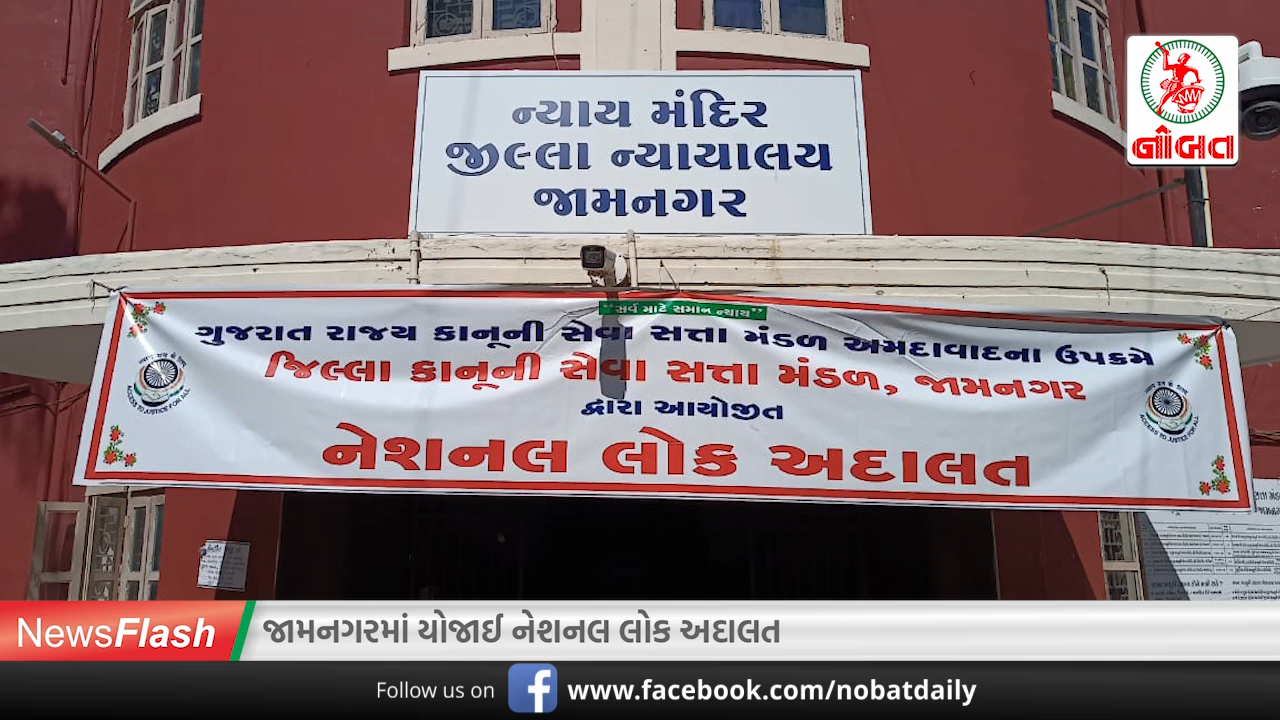 ન્યાય મંદિર
જીલ્લા ન્યાયાલય
જામનગર
નોબત
"સર્વ માટે સમાન ન્યાય"
ગુજરાત રાજય કાનૂની સેવા સત્તા મંડળ અમદાવાદના ઉપક્રમે
જિલ્લા કાનૂની સેવા સત્તા મંડળ, જામનગર
દ્વારા આયોજીત
નેશનલ લોક અદાલત
ACCESS TO JUSTICE FOR ALL
ACCESS TO JUSTICE FOR ALL
NewsFlash
જામનગરમાં યોજાઈ નેશનલ લોક અદાલત
Follow us on
f
www.facebook.com/nobatdaily